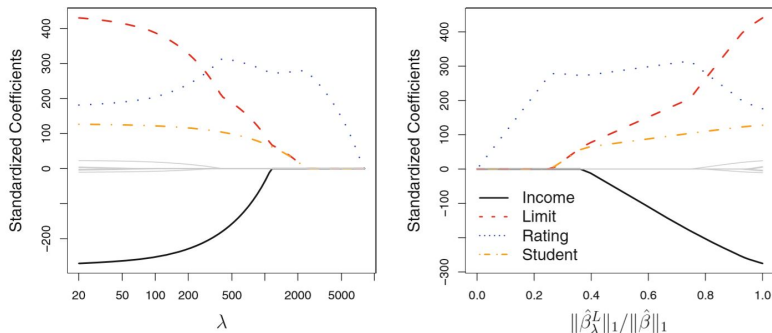 Standardized Coefficients
400
300
200
100
0
−200
20 50 100 200 500 2000 5000
λ
Standardized Coefficients
400
300
200
100
0
−100
−300
Income
Limit
Rating
Student
0.0 0.2 0.4 0.6 0.8 1.0
‖β̂λᴸ‖₁/‖β̂‖₁